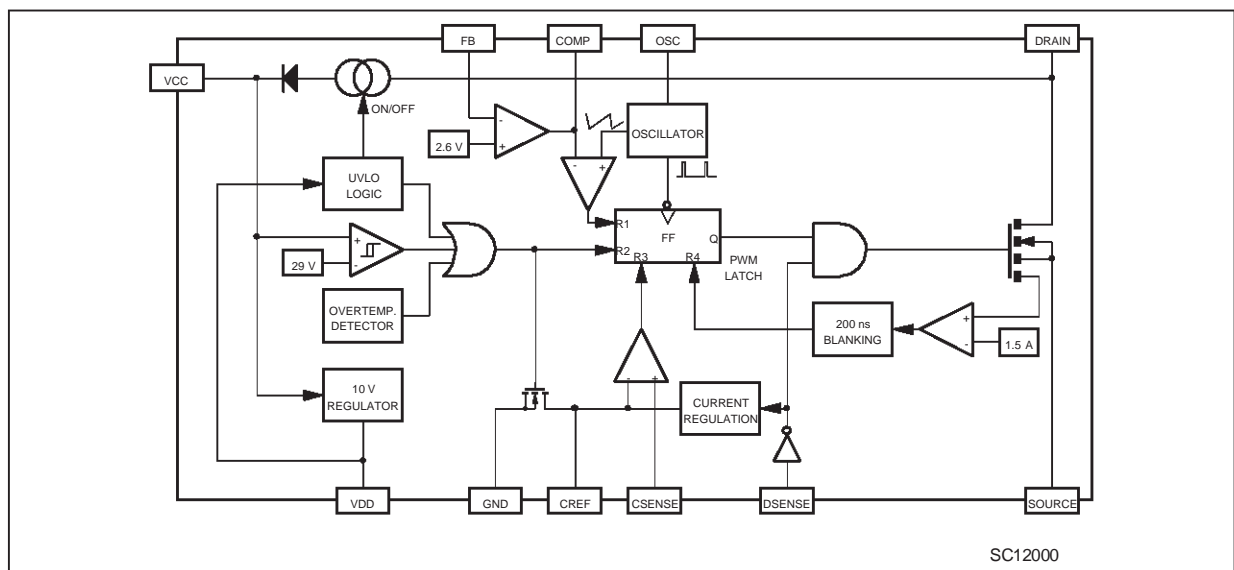 FB
COMP
OSC
DRAIN
VCC
ON/OFF
-
+
2.6 V
OSCILLATOR
-
+
UVLO
LOGIC
R1
FF
Q
R2
R3
R4
PWM
LATCH
+
-
29 V
OVERTEMP.
DETECTOR
200 ns
BLANKING
+
-
1.5 A
10 V
REGULATOR
-
+
CURRENT
REGULATION
VDD
GND
CREF
CSENSE
DSENSE
SOURCE
SC12000